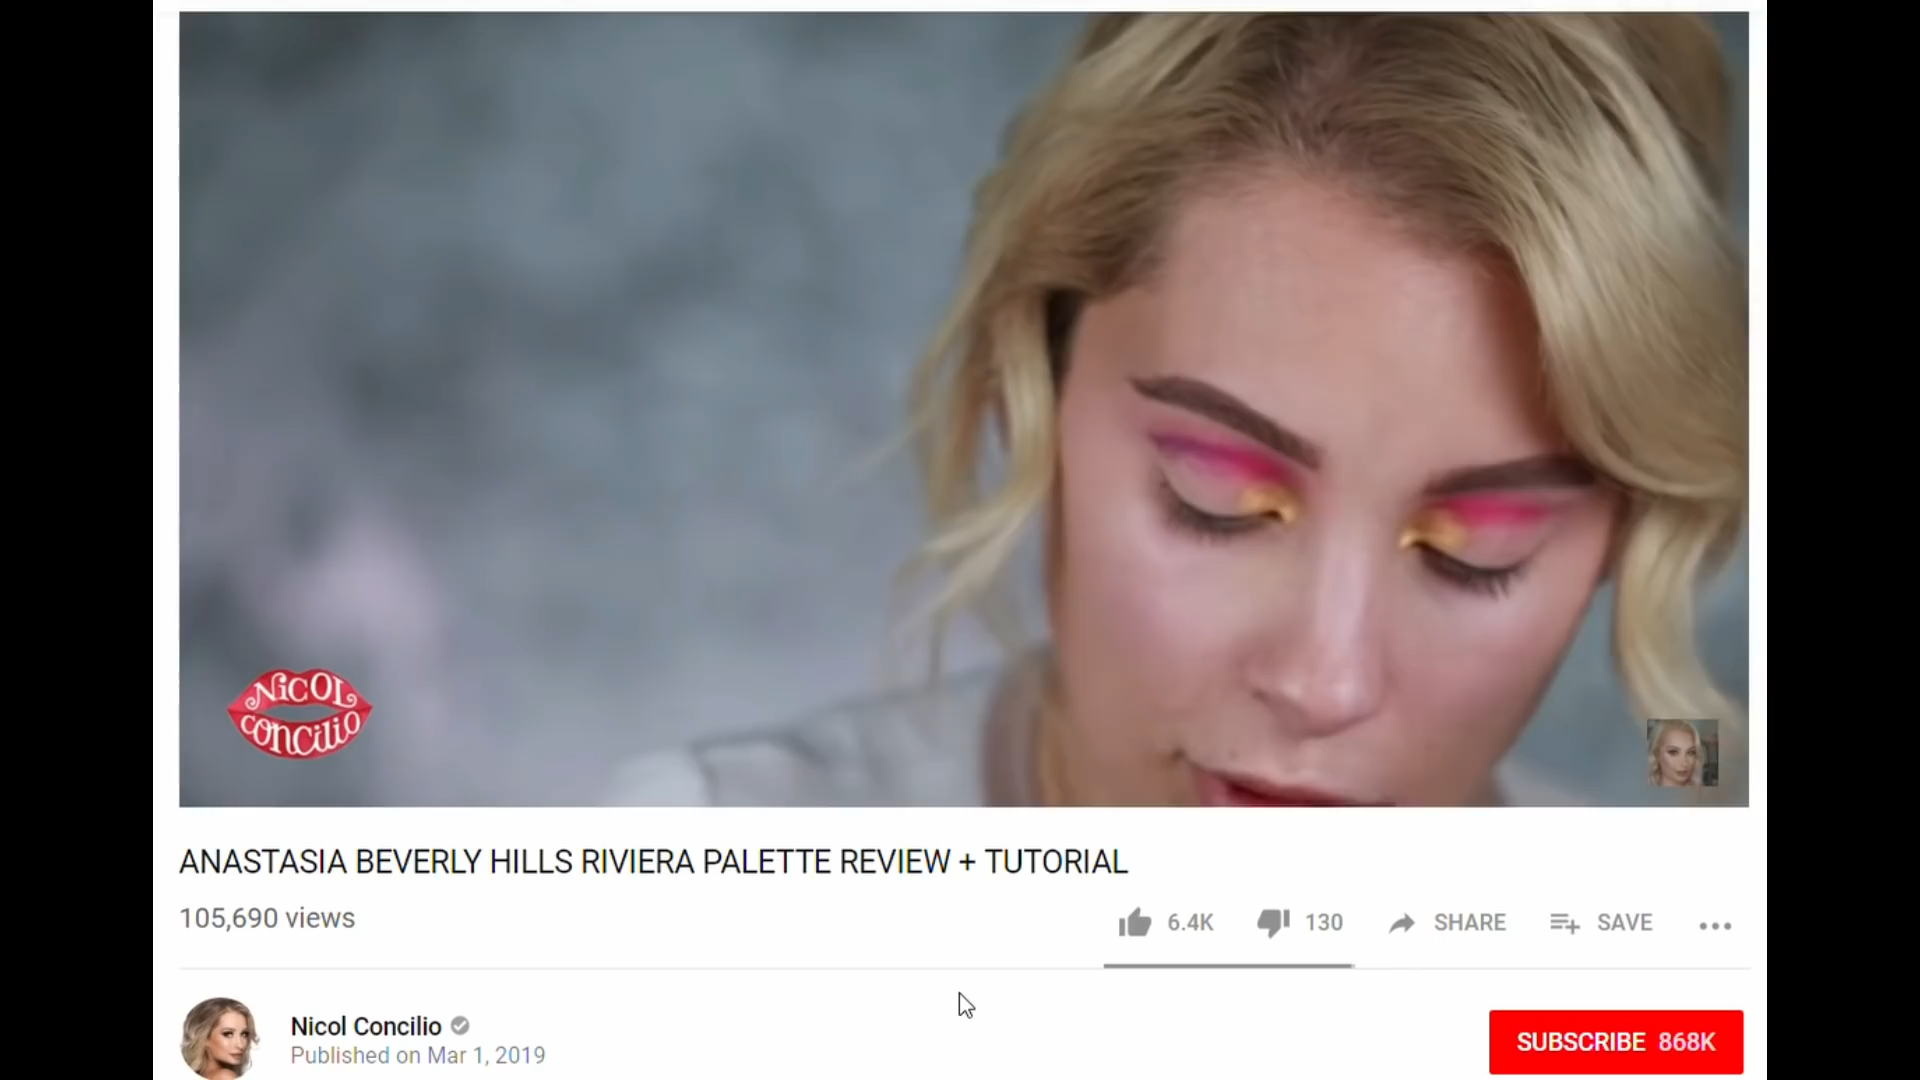 NiCOL
CONCiLiO
ANASTASIA BEVERLY HILLS RIVIERA PALETTE REVIEW + TUTORIAL
105,690 views
6.4K 130 SHARE SAVE
Nicol Concilio
Published on Mar 1, 2019
SUBSCRIBE 868K